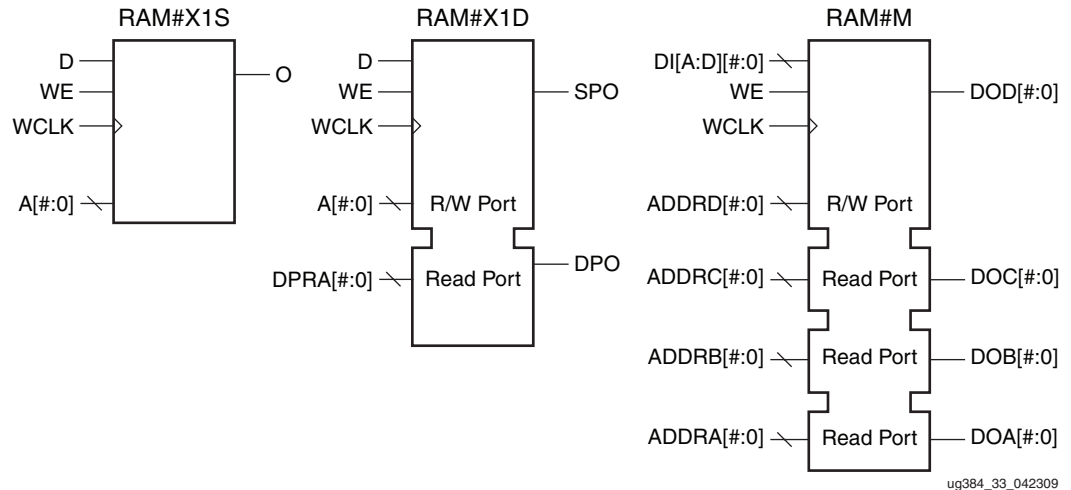 RAM#X1S
D
WE
WCLK
A[#:0]
O
RAM#X1D
D
WE
WCLK
A[#:0]
DPRA[#:0]
R/W Port
Read Port
SPO
DPO
RAM#M
DI[A:D][#:0]
WE
WCLK
ADDRD[#:0]
ADDRC[#:0]
ADDRB[#:0]
ADDRA[#:0]
R/W Port
Read Port
Read Port
Read Port
DOD[#:0]
DOC[#:0]
DOB[#:0]
DOA[#:0]
ug384_33_042309